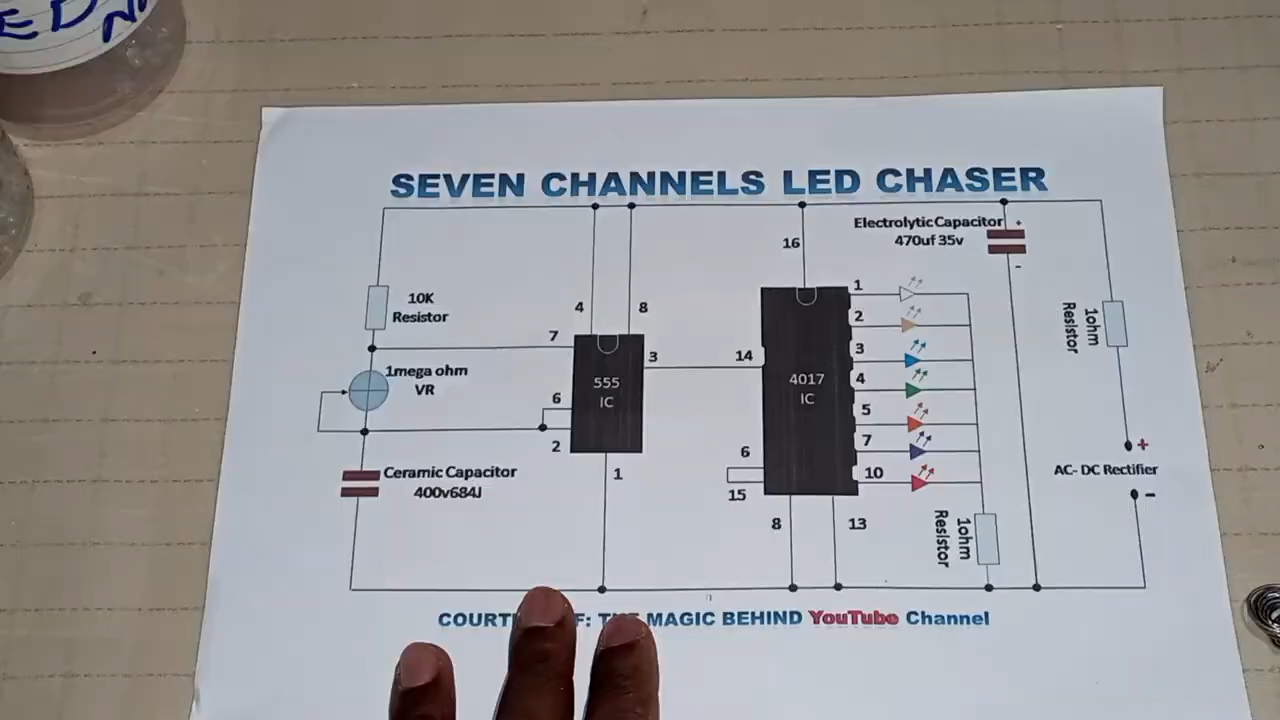 SEVEN CHANNELS LED CHASER
Electrolytic Capacitor
470uf 35v
+
-
16
10K
Resistor
4
8
7
1mega ohm
VR
6
2
555
IC
3
1
Ceramic Capacitor
400v684J
14
4017
IC
6
15
8
13
1
2
3
4
5
7
10
1ohm
Resistor
1ohm
Resistor
+
AC- DC Rectifier
-
MAGIC BEHIND YouTube Channel